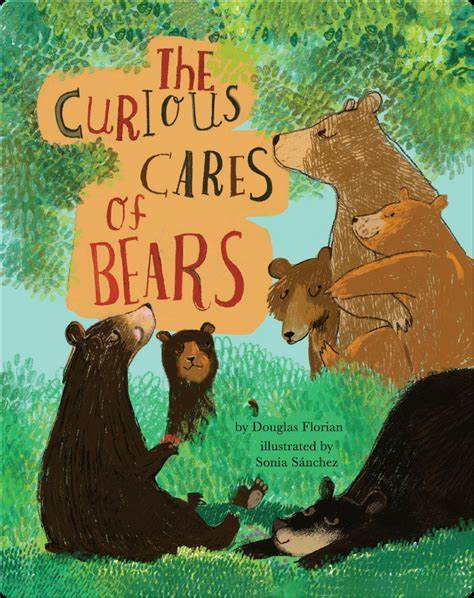 The
CURIOUS
CARES
of
BEARS
by Douglas Florian
illustrated by
Sonia Sánchez